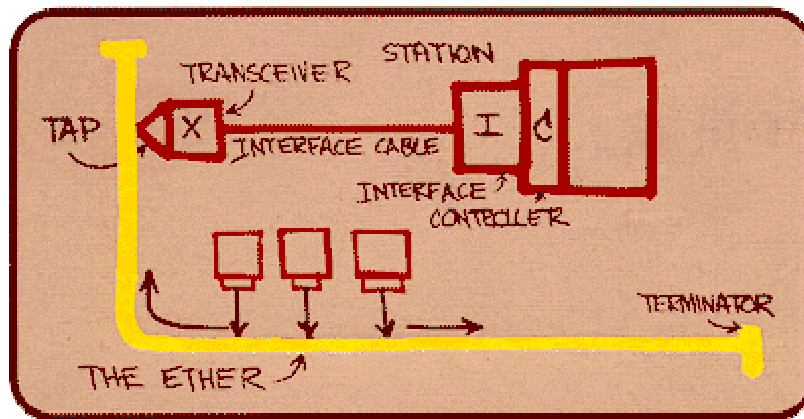 STATION
TRANSCEIVER
TAP
X
I
C
INTERFACE CABLE
INTERFACE
CONTROLLER
TERMINATOR
THE ETHER